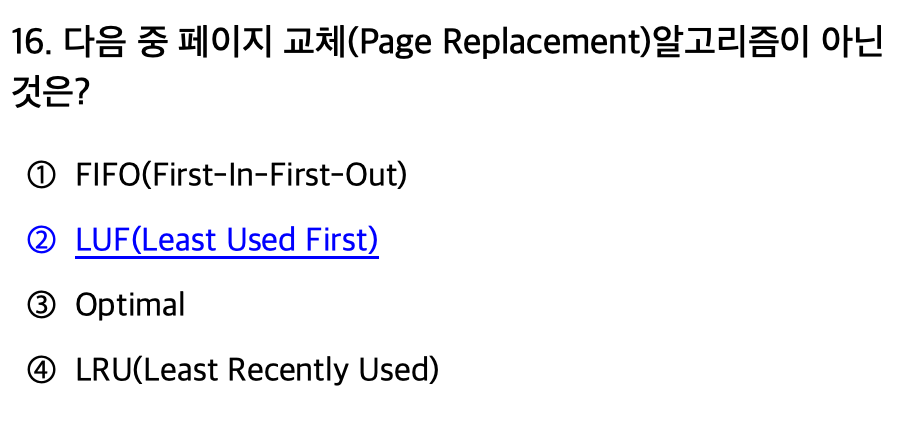 16. 다음 중 페이지 교체(Page Replacement)알고리즘이 아닌
것은?
① FIFO(First-In-First-Out)
② LUF(Least Used First)
③ Optimal
④ LRU(Least Recently Used)